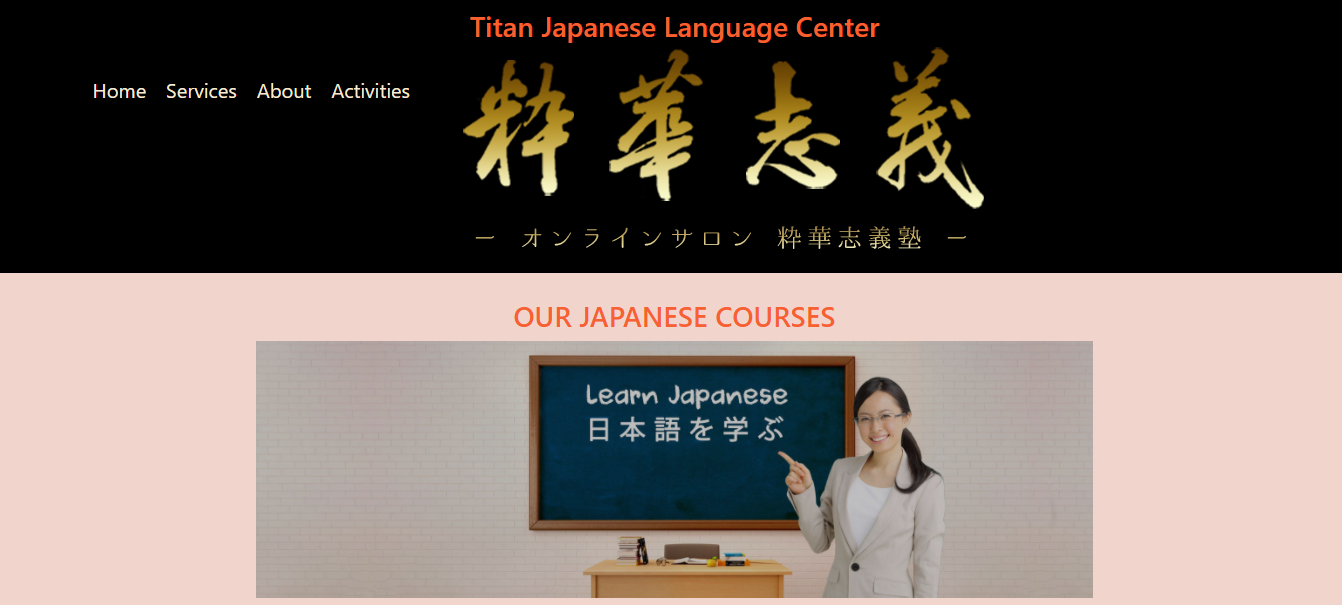 Titan Japanese Language Center
Home Services About Activities
粋華志義
ー オンラインサロン 粋華志義塾 ー
OUR JAPANESE COURSES
Learn Japanese
日本語を学ぶ